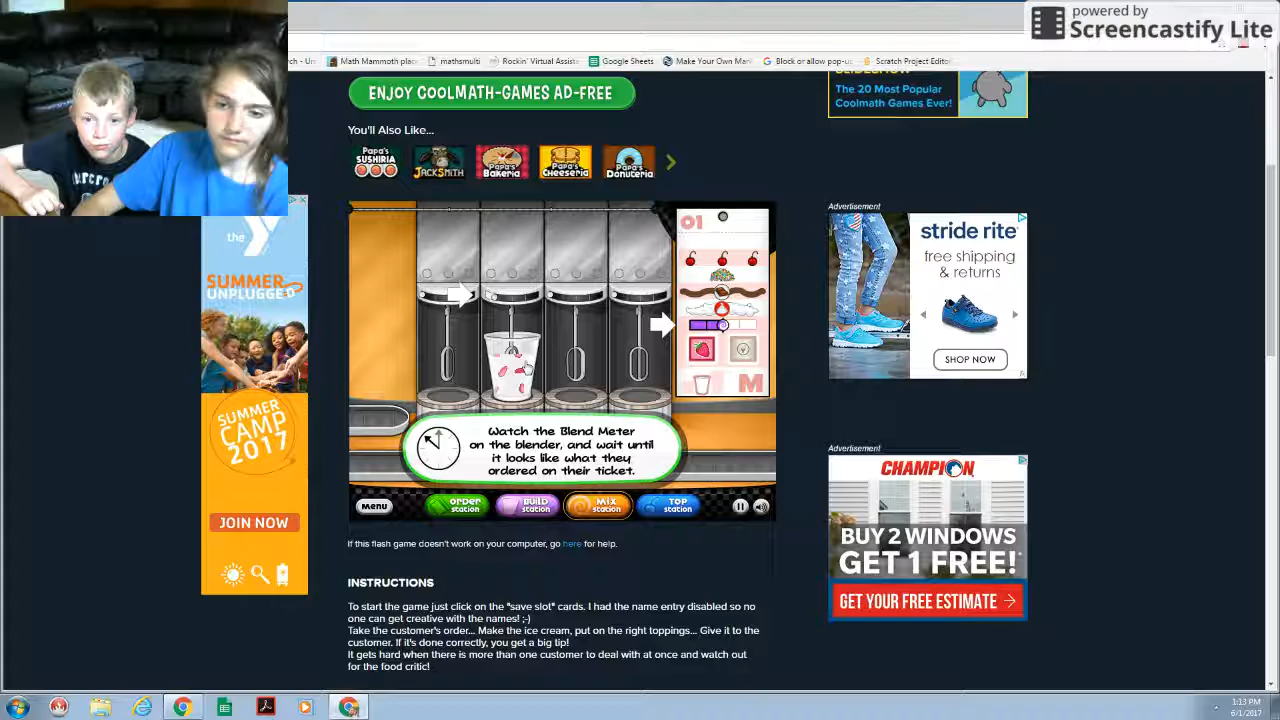 powered by
Screencastify Lite
Math Mammoth place
mathsmulti
Rockin' Virtual Assist
Google Sheets
Make Your Own
Block or allow pop-u
Scratch Project Editor
ENJOY COOLMATH-GAMES AD-FREE
The 20 Most Popular
Coolmath Games Ever!
You'll Also Like...
Papa's
SUSHIRIA
JACKSMITH
Papa's
Bakeria
Papa's
Cheeseria
Papa's
Donuteria
Advertisement
the
SUMMER
UNPLUGGED
SUMMER
CAMP
2017
JOIN NOW
01
M
stride rite
free shipping
& returns
SHOP NOW
Watch the Blend Meter
on the blender, and wait until
it looks like what they
ordered on their ticket.
menu
ORDER
station
BUILD
station
MIX
station
TOP
station
Advertisement
CHAMPION
BUY 2 WINDOWS
GET 1 FREE!
GET YOUR FREE ESTIMATE
If this flash game doesn't work on your computer, go here for help.
INSTRUCTIONS
To start the game just click on the "save slot" cards. I had the name entry disabled so no
one can get creative with the names! ;-)
Take the customer's order... Make the ice cream, put on the right toppings... Give it to the
customer. If it's done correctly, you get a big tip!
It gets hard when there is more than one customer to deal with at once and watch out
for the food critic!
1:13 PM
6/1/2017